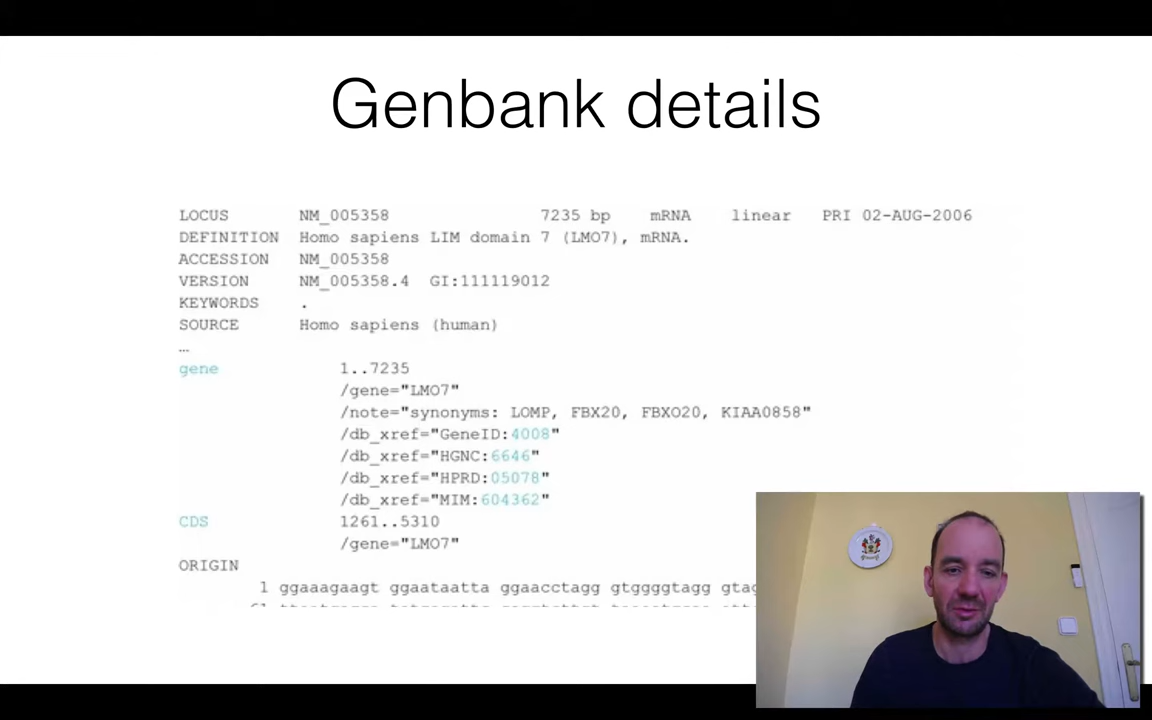 Genbank details
LOCUS NM_005358 7235 bp mRNA linear PRI 02-AUG-2006
DEFINITION Homo sapiens LIM domain 7 (LMO7), mRNA.
ACCESSION NM_005358
VERSION NM_005358.4 GI:111119012
KEYWORDS .
SOURCE Homo sapiens (human)
…
gene 1..7235
/gene="LMO7"
/note="synonyms: LOMP, FBX20, FBXO20, KIAA0858"
/db_xref="GeneID:4008"
/db_xref="HGNC:6646"
/db_xref="HPRD:05078"
/db_xref="MIM:604362"
CDS 1261..5310
/gene="LMO7"
ORIGIN
1 ggaaagaagt ggaataatta ggaacctagg gtggggtagg